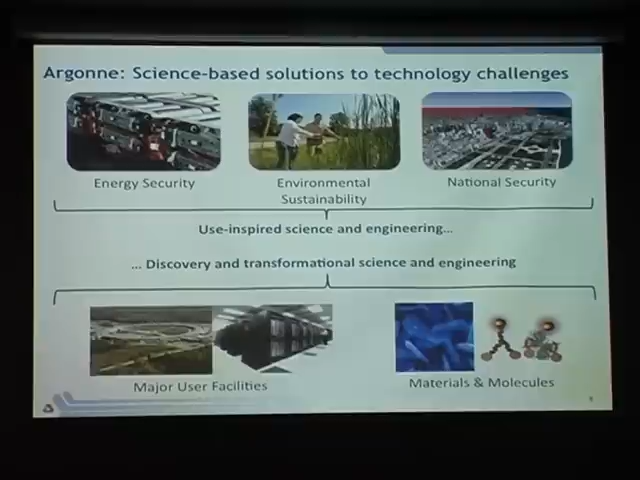 Argonne: Science-based solutions to technology challenges
Energy Security
Environmental
Sustainability
National Security
Use-inspired science and engineering...
... Discovery and transformational science and engineering
Major User Facilities
Materials & Molecules